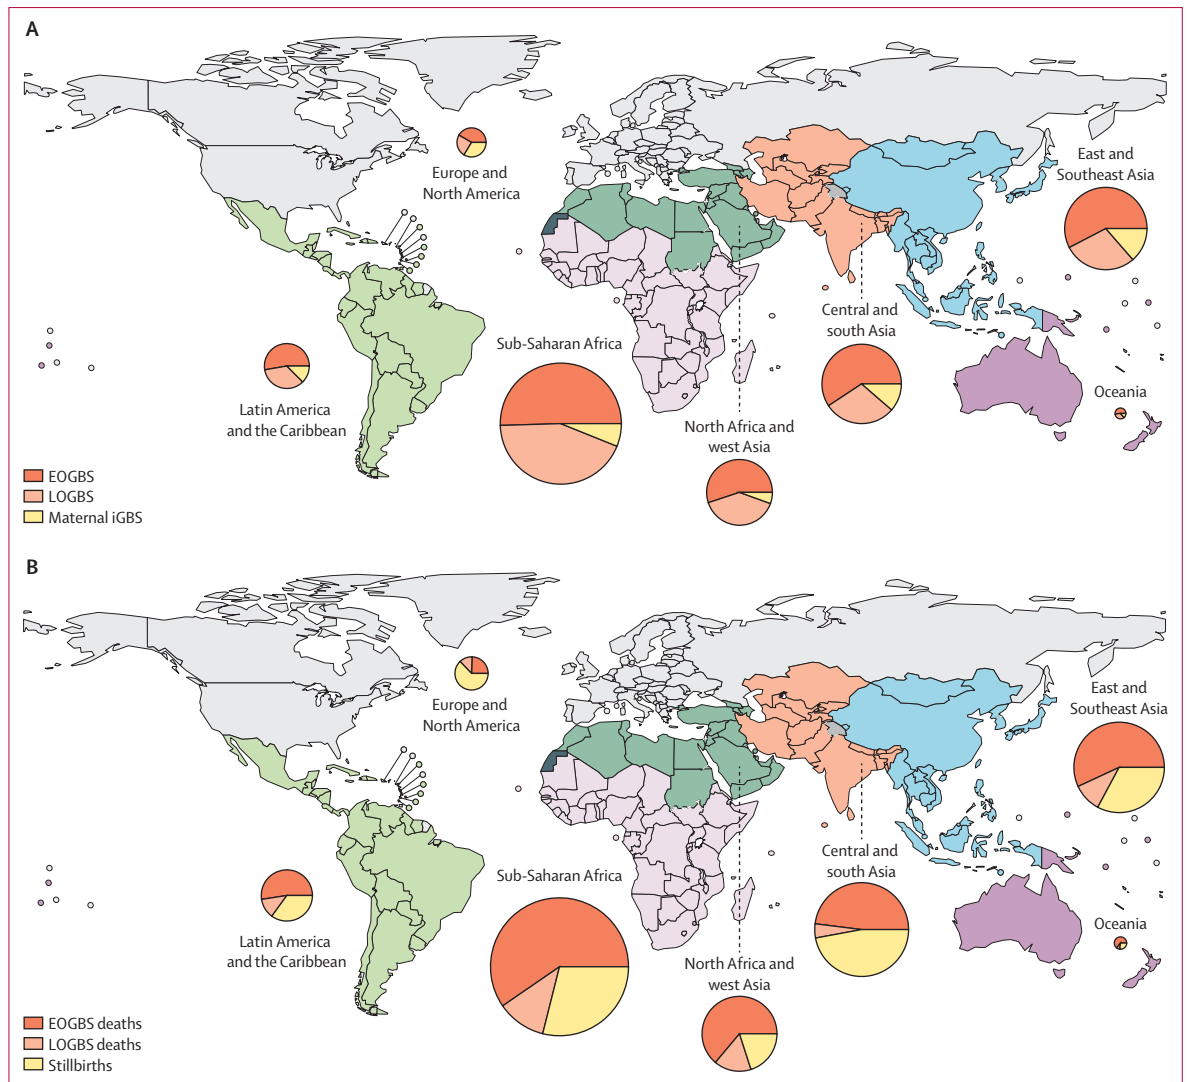 A
Europe and
North America
East and
Southeast Asia
Central and
south Asia
Sub-Saharan Africa
Latin America
and the Caribbean
North Africa and
west Asia
Oceania
EOGBS
LOGBS
Maternal iGBS
B
Europe and
North America
East and
Southeast Asia
Central and
south Asia
Sub-Saharan Africa
Latin America
and the Caribbean
North Africa and
west Asia
Oceania
EOGBS deaths
LOGBS deaths
Stillbirths